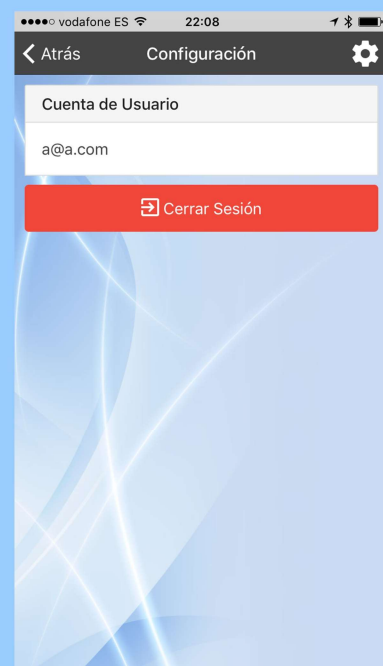 vodafone ES 22:08
Atrás Configuración
Cuenta de Usuario
a@a.com
Cerrar Sesión